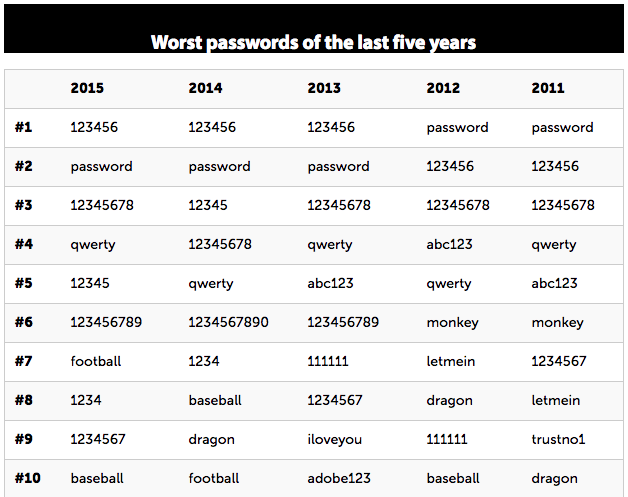 Worst passwords of the last five years
2015 2014 2013 2012 2011
#1 123456 123456 123456 password password
#2 password password password 123456 123456
#3 12345678 12345 12345678 12345678 12345678
#4 qwerty 12345678 qwerty abc123 qwerty
#5 12345 qwerty abc123 qwerty abc123
#6 123456789 1234567890 123456789 monkey monkey
#7 football 1234 111111 letmein 1234567
#8 1234 baseball 1234567 dragon letmein
#9 1234567 dragon iloveyou 111111 trustno1
#10 baseball football adobe123 baseball dragon